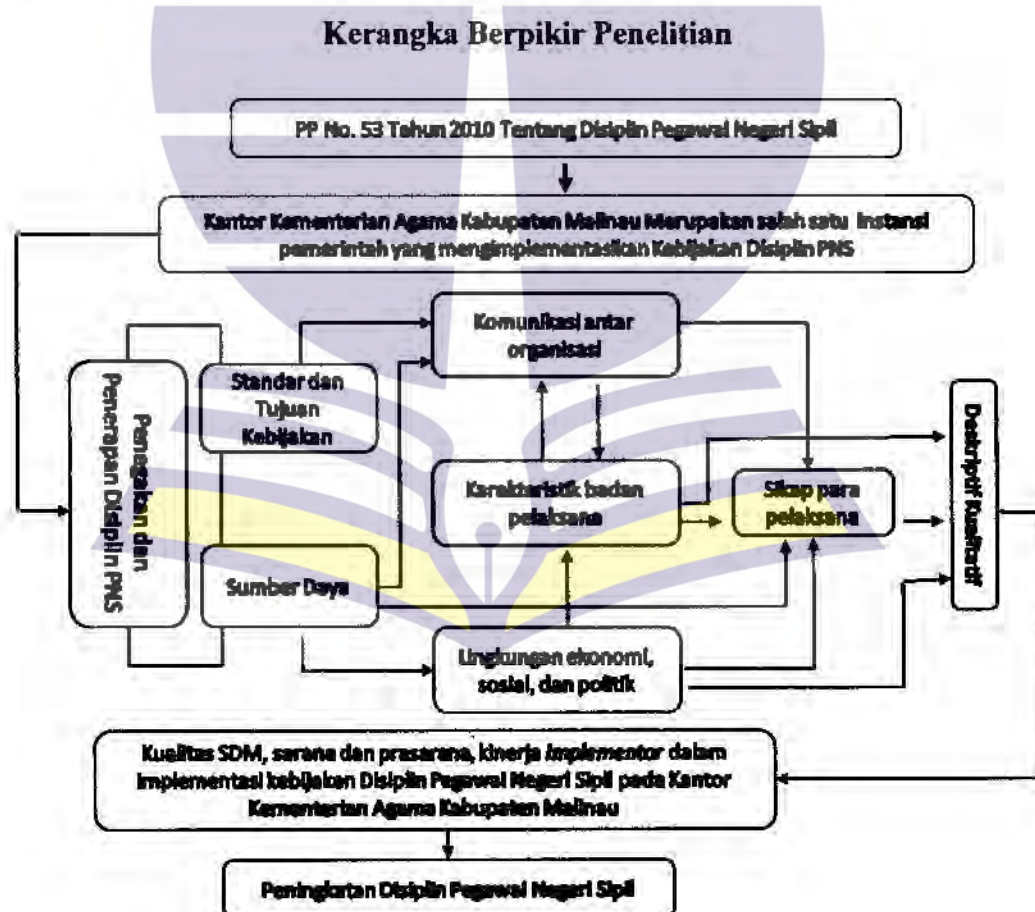 Kerangka Berpikir Penelitian
PP No. 53 Tahun 2010 Tentang Disiplin Pegawai Negeri Sipil
Kantor Kementerian Agama Kabupaten Malinau Merupakan salah satu instansi
pemerintah yang mengimplementasikan Kebijakan Disiplin PNS
Penegakan dan
Penerapan Disiplin PNS
Standar dan
Tujuan
Kebijakan
Sumber Daya
Komunikasi antar
organisasi
Karakteristik badan
pelaksana
Lingkungan ekonomi,
sosial, dan politik
Sikap para
pelaksana
Deskriptif Kualitatif
Kualitas SDM, sarana dan prasarana, kinerja implementor dalam
implementasi kebijakan Disiplin Pegawai Negeri Sipil pada Kantor
Kementerian Agama Kabupaten Malinau
Peningkatan Disiplin Pegawai Negeri Sipil